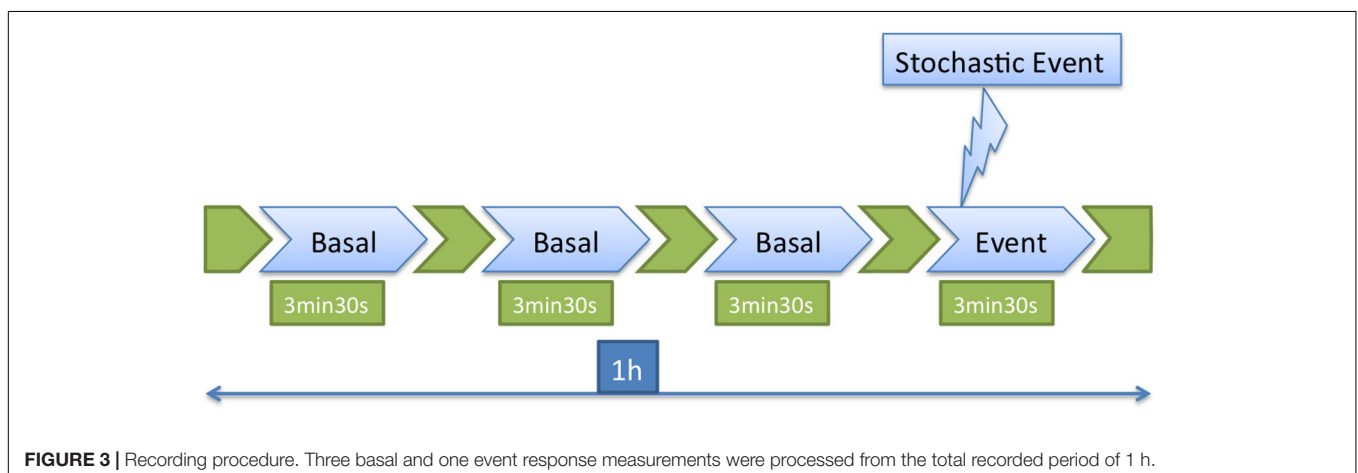 Stochastic Event
Basal
Basal
Basal
Event
3min30s
3min30s
3min30s
3min30s
1h
FIGURE 3 | Recording procedure. Three basal and one event response measurements were processed from the total recorded period of 1 h.